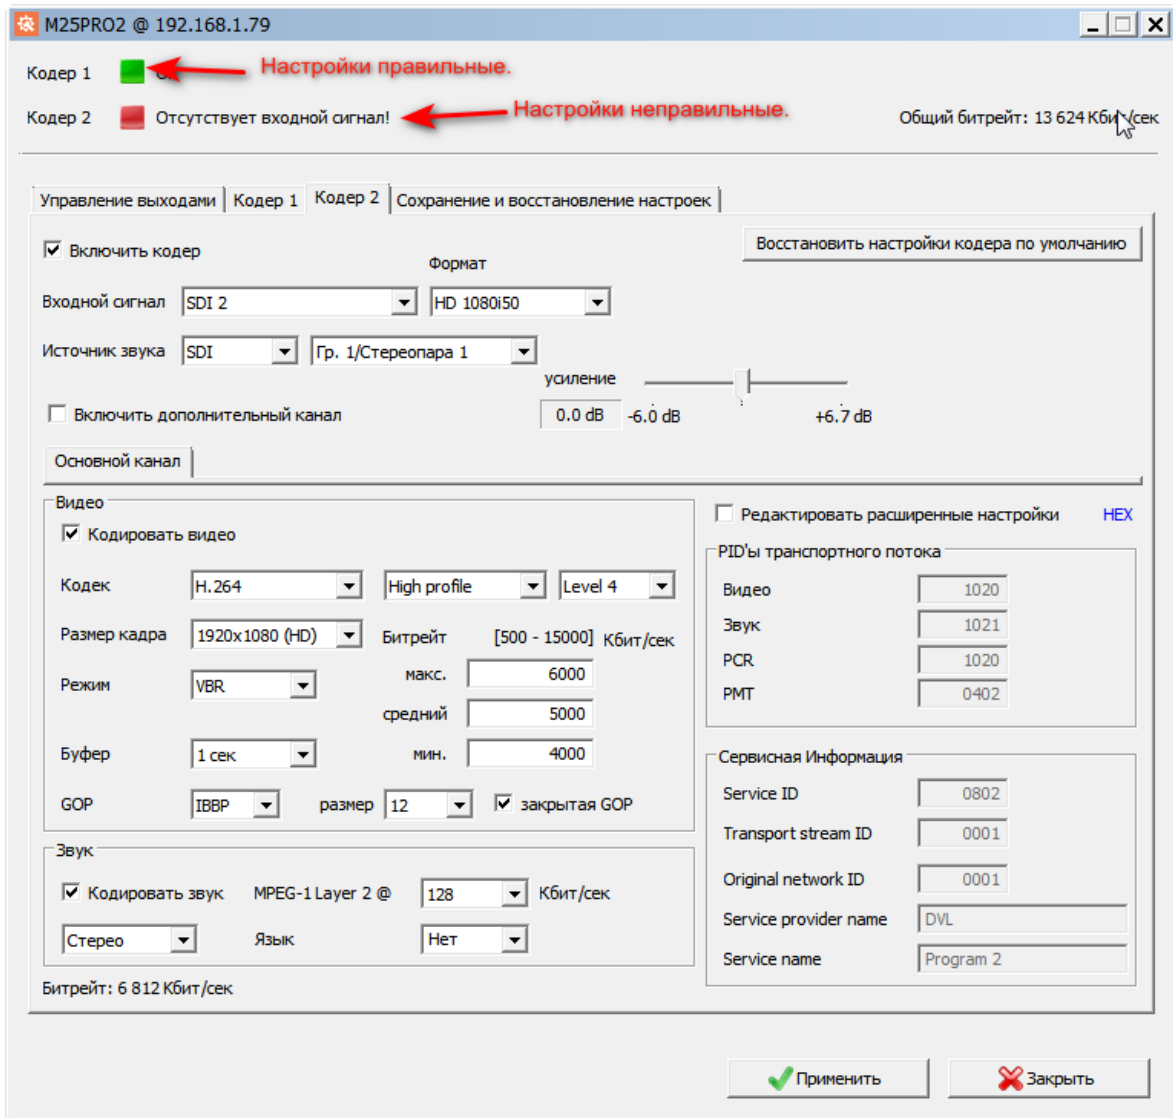 M25PRO2 @ 192.168.1.79
Кодер 1 Настройки правильные.
Кодер 2 Отсутствует входной сигнал! Настройки неправильные. Общий битрейт: 13 624 Кбит/сек
Управление выходами Кодер 1 Кодер 2 Сохранение и восстановление настроек
Включить кодер Восстановить настройки кодера по умолчанию
Формат
Входной сигнал SDI 2 HD 1080i50
Источник звука SDI Гр. 1/Стереопара 1
усиление
Включить дополнительный канал 0.0 dB -6.0 dB +6.7 dB
Основной канал
Видео
Кодировать видео
Кодек H.264 High profile Level 4
Размер кадра 1920x1080 (HD) Битрейт [500 - 15000] Кбит/сек
Режим VBR макс. 6000
средний 5000
Буфер 1 сек мин. 4000
GOP IBBP размер 12 закрытая GOP
Звук
Кодировать звук MPEG-1 Layer 2 @ 128 Кбит/сек
Стерео Язык Нет
Битрейт: 6 812 Кбит/сек
Редактировать расширенные настройки HEX
PID'ы транспортного потока
Видео 1020
Звук 1021
PCR 1020
PMT 0402
Сервисная Информация
Service ID 0802
Transport stream ID 0001
Original network ID 0001
Service provider name DVL
Service name Program 2
Применить Закрыть